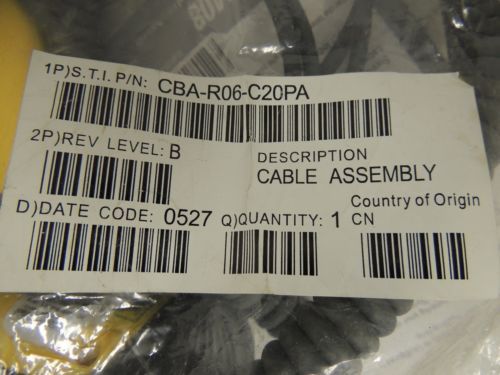 1P)S.T.I. P/N: CBA-R06-C20PA
2P)REV LEVEL: B
DESCRIPTION
CABLE ASSEMBLY
D)DATE CODE: 0527 Q)QUANTITY: 1
Country of Origin
CN